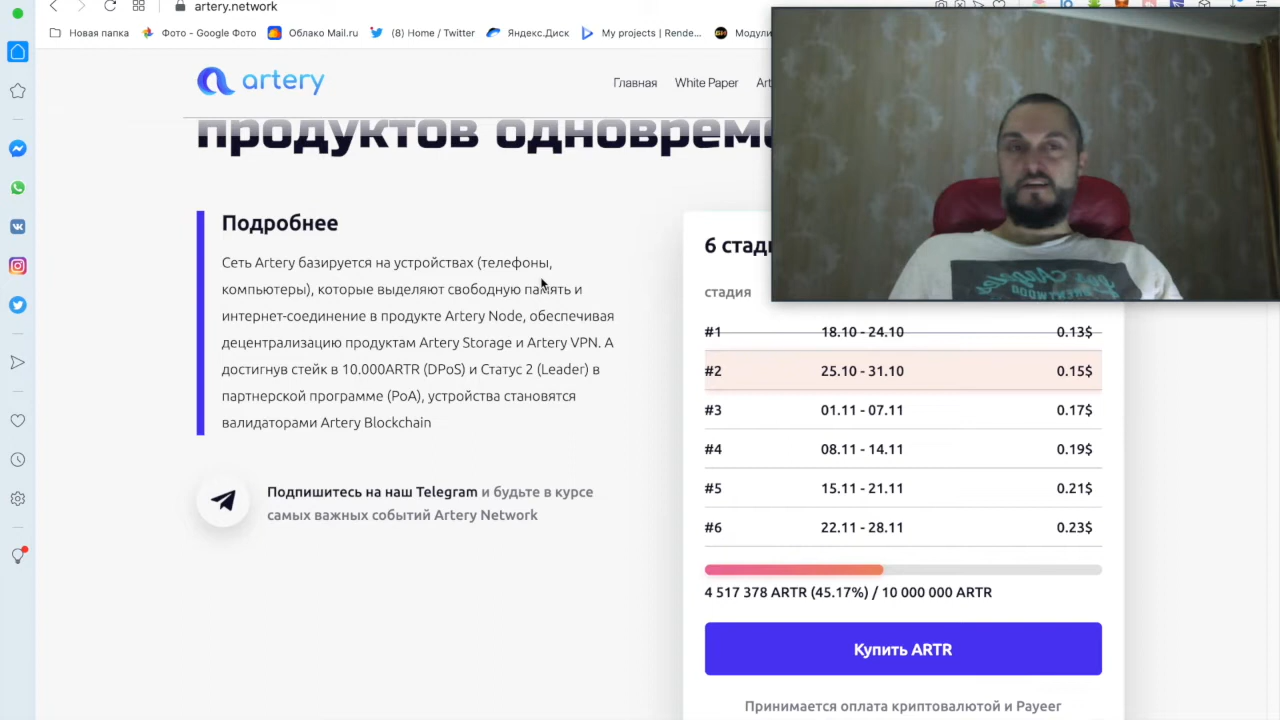 artery.network
Новая папка
Фото - Google Фото
Облако Mail.ru
(8) Home / Twitter
Яндекс.Диск
My projects | Rende...
Модули
artery
Главная
White Paper
Art
продуктов одноврем
Подробнее
Сеть Artery базируется на устройствах (телефоны,
компьютеры), которые выделяют свободную память и
интернет-соединение в продукте Artery Node, обеспечивая
децентрализацию продуктам Artery Storage и Artery VPN. А
достигнув стейк в 10.000ARTR (DPoS) и Статус 2 (Leader) в
партнерской программе (PoA), устройства становятся
валидаторами Artery Blockchain
Подпишитесь на наш Telegram и будьте в курсе
самых важных событий Artery Network
6 стади
стадия
#1 18.10 - 24.10 0.13$
#2 25.10 - 31.10 0.15$
#3 01.11 - 07.11 0.17$
#4 08.11 - 14.11 0.19$
#5 15.11 - 21.11 0.21$
#6 22.11 - 28.11 0.23$
4 517 378 ARTR (45.17%) / 10 000 000 ARTR
Купить ARTR
Принимается оплата криптовалютой и Payeer